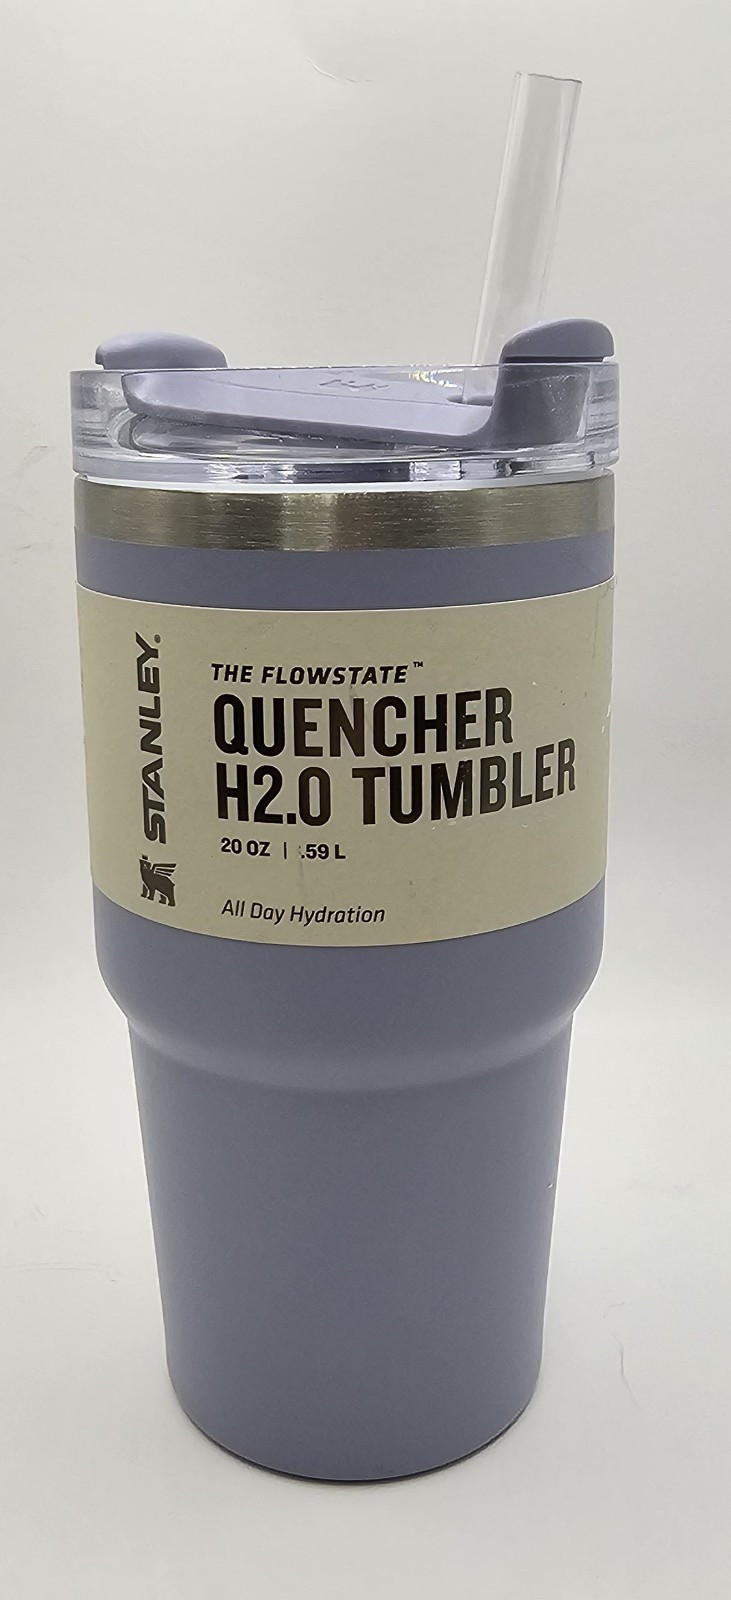 STANLEY®
THE FLOWSTATE™
QUENCHER
H2.0 TUMBLER
20 OZ | .59 L
All Day Hydration